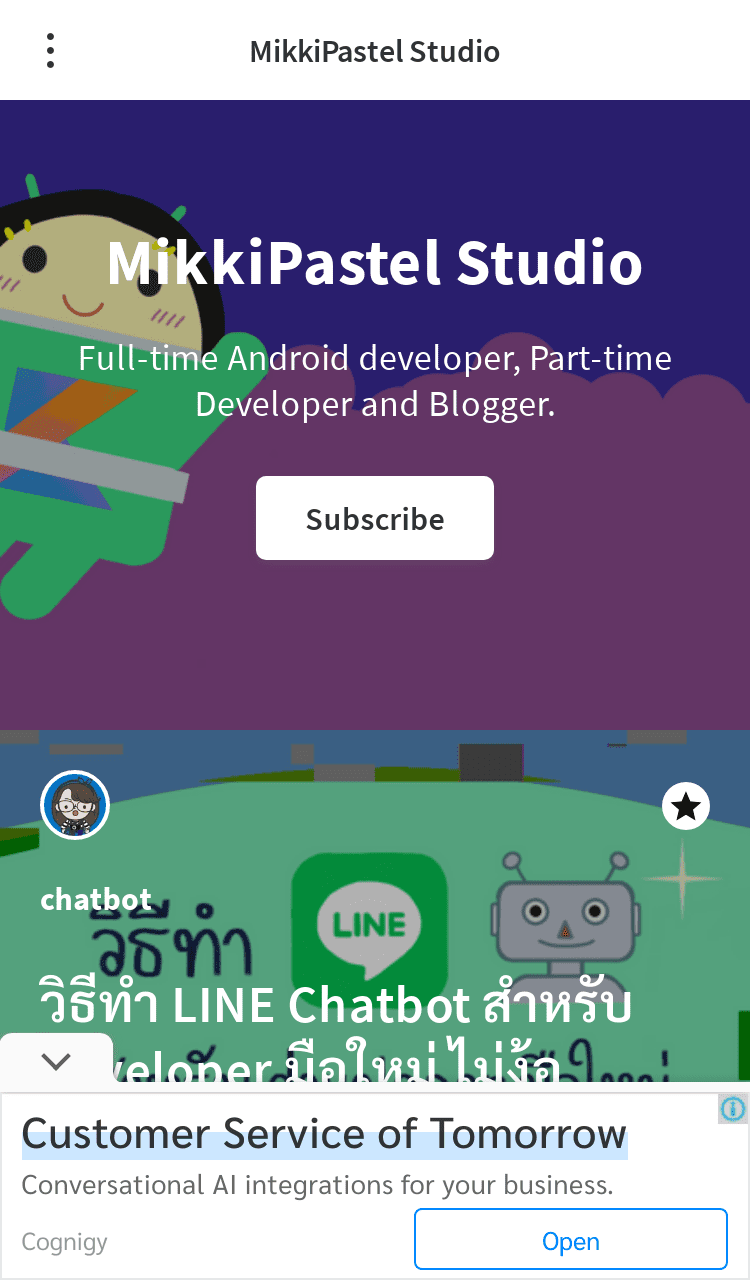 MikkiPastel Studio
MikkiPastel Studio
Full-time Android developer, Part-time
Developer and Blogger.
Subscribe
chatbot
วิธีทำ
LINE
วิธีทำ LINE Chatbot สำหรับ
veloper มือใหม่ ไม่ง้อ
Customer Service of Tomorrow
Conversational AI integrations for your business.
Cognigy
Open